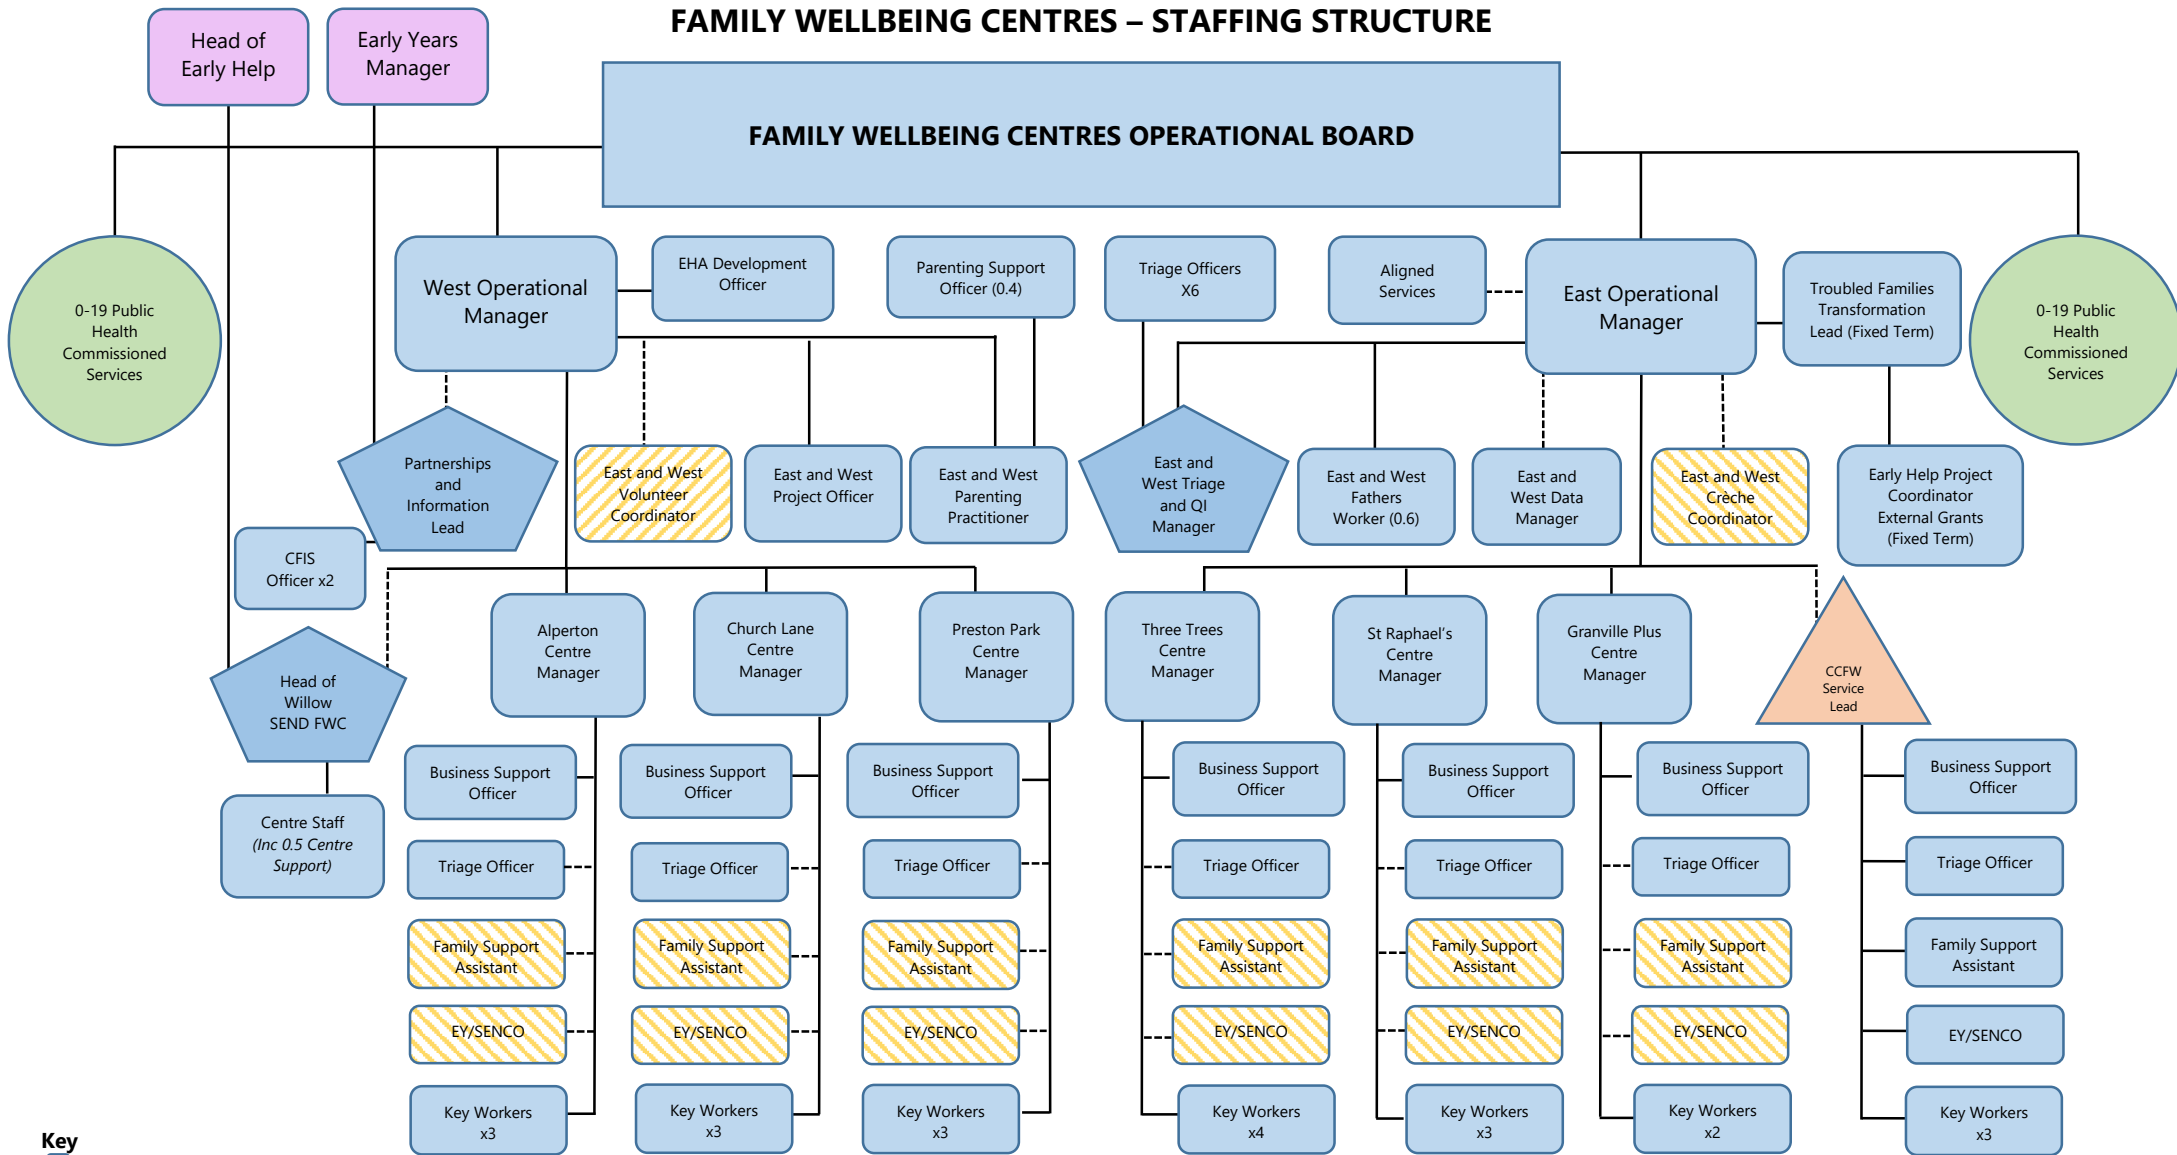 FAMILY WELLBEING CENTRES – STAFFING STRUCTURE
Head of
Early Help
Early Years
Manager
FAMILY WELLBEING CENTRES OPERATIONAL BOARD
0-19 Public
Health
Commissioned
Services
West Operational
Manager
EHA Development
Officer
Parenting Support
Officer (0.4)
Triage Officers
X6
Aligned
Services
East Operational
Manager
Troubled Families
Transformation
Lead (Fixed Term)
0-19 Public
Health
Commissioned
Services
Partnerships
and
Information
Lead
East and West
Volunteer
Coordinator
East and West
Project Officer
East and West
Parenting
Practitioner
East and
West Triage
and QI
Manager
East and West
Fathers
Worker (0.6)
East and
West Data
Manager
East and West
Crèche
Coordinator
Early Help Project
Coordinator
External Grants
(Fixed Term)
CFIS
Officer x2
Head of
Willow
SEND FWC
Alperton
Centre
Manager
Church Lane
Centre
Manager
Preston Park
Centre
Manager
Three Trees
Centre
Manager
St Raphael's
Centre
Manager
Granville Plus
Centre
Manager
CCFW
Service
Lead
Centre Staff
(Inc 0.5 Centre
Support)
Business Support
Officer
Business Support
Officer
Business Support
Officer
Business Support
Officer
Business Support
Officer
Business Support
Officer
Business Support
Officer
Triage Officer
Triage Officer
Triage Officer
Triage Officer
Triage Officer
Triage Officer
Triage Officer
Family Support
Assistant
Family Support
Assistant
Family Support
Assistant
Family Support
Assistant
Family Support
Assistant
Family Support
Assistant
Family Support
Assistant
EY/SENCO
EY/SENCO
EY/SENCO
EY/SENCO
EY/SENCO
EY/SENCO
EY/SENCO
Key Workers
x3
Key Workers
x3
Key Workers
x3
Key Workers
x4
Key Workers
x3
Key Workers
x2
Key Workers
x3
Key